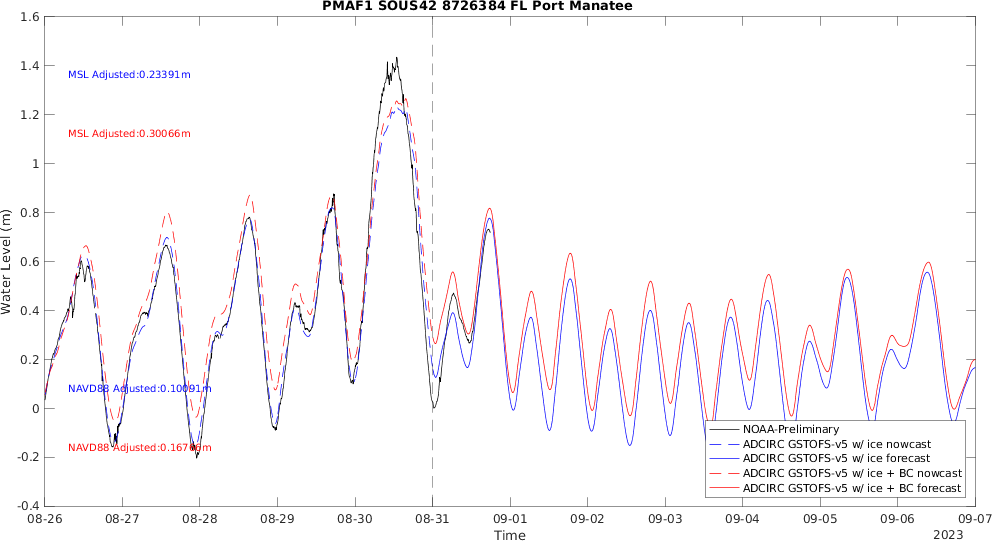 PMAF1 SOUS42 8726384 FL Port Manatee
Water Level (m)
1.6
1.4
1.2
1
0.8
0.6
0.4
0.2
0
-0.2
-0.4
MSL Adjusted:0.23391m
MSL Adjusted:0.30066m
NAVD88 Adjusted:0.10091m
NAVD88 Adjusted:
NOAA-Preliminary
ADCIRC GSTOFS-v5 w/ ice nowcast
ADCIRC GSTOFS-v5 w/ ice forecast
ADCIRC GSTOFS-v5 w/ ice + BC nowcast
ADCIRC GSTOFS-v5 w/ ice + BC forecast
08-26 08-27 08-28 08-29 08-30 08-31 09-01 09-02 09-03 09-04 09-05 09-06 09-07
Time
2023